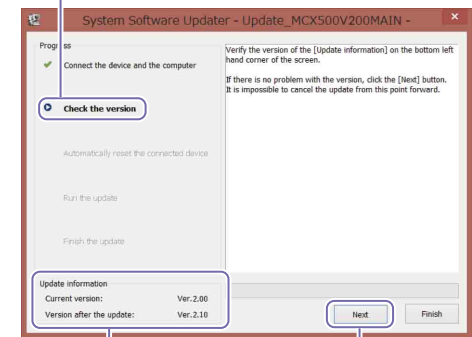 System Software Updater - Update_MCX500V200MAIN -
Progress
Connect the device and the computer
Check the version
Automatically reset the connected device
Run the update
Finish the update
Verify the version of the [Update information] on the bottom left
hand corner of the screen.
If there is no problem with the version, click the [Next] button.
It is impossible to cancel the update from this point forward.
Update information
Current version: Ver.2.00
Version after the update: Ver.2.10
Next
Finish